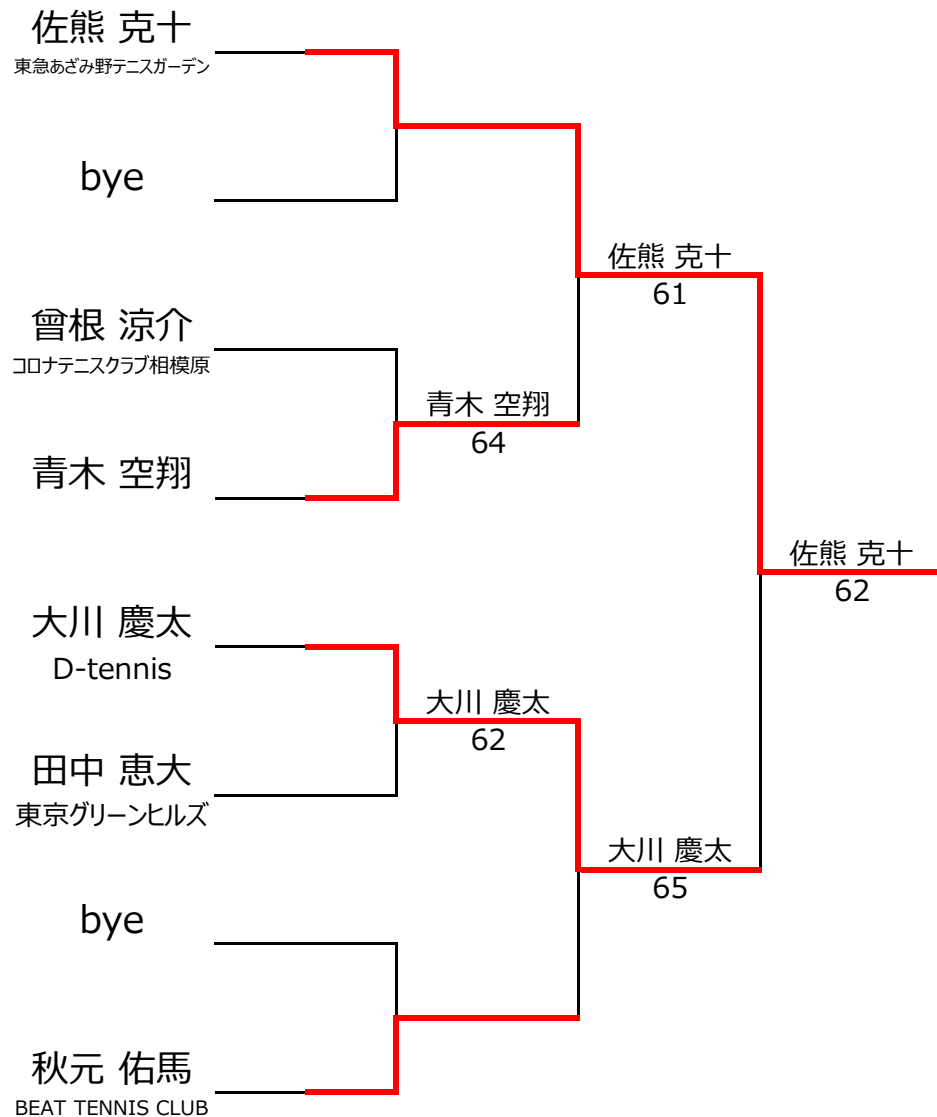 佐熊 克十
東急あざみ野テニスガーデン
bye
佐熊 克十
61
曾根 涼介
コロナテニスクラブ相模原
青木 空翔
64
青木 空翔
佐熊 克十
62
大川 慶太
D-tennis
大川 慶太
62
田中 恵大
東京グリーンヒルズ
大川 慶太
65
bye
秋元 佑馬
BEAT TENNIS CLUB